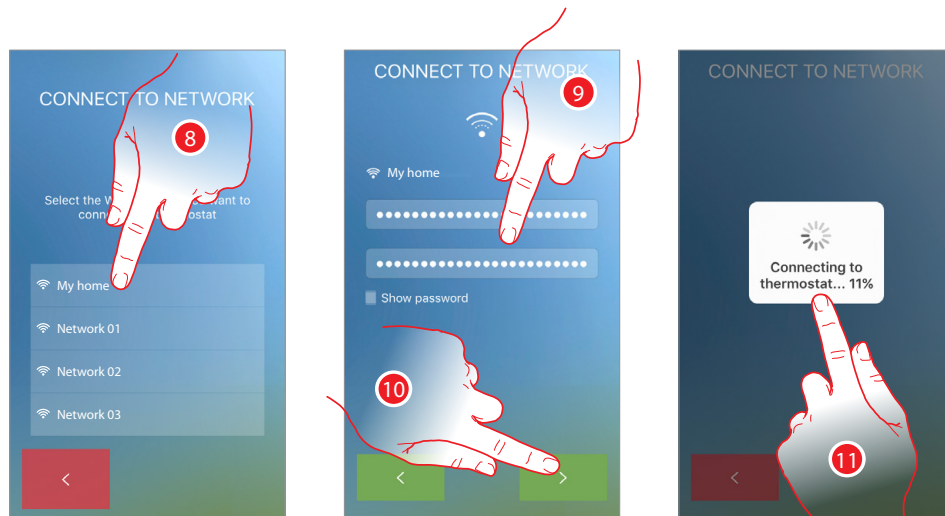 CONNECT TO NETWORK
8
Select the W ant to
conn ostat
My home
Network 01
Network 02
Network 03
<
CONNECT TO NETWORK
9
My home
Show password
10
<
>
CONNECT TO NETWORK
Connecting to
thermostat... 11%
11
<